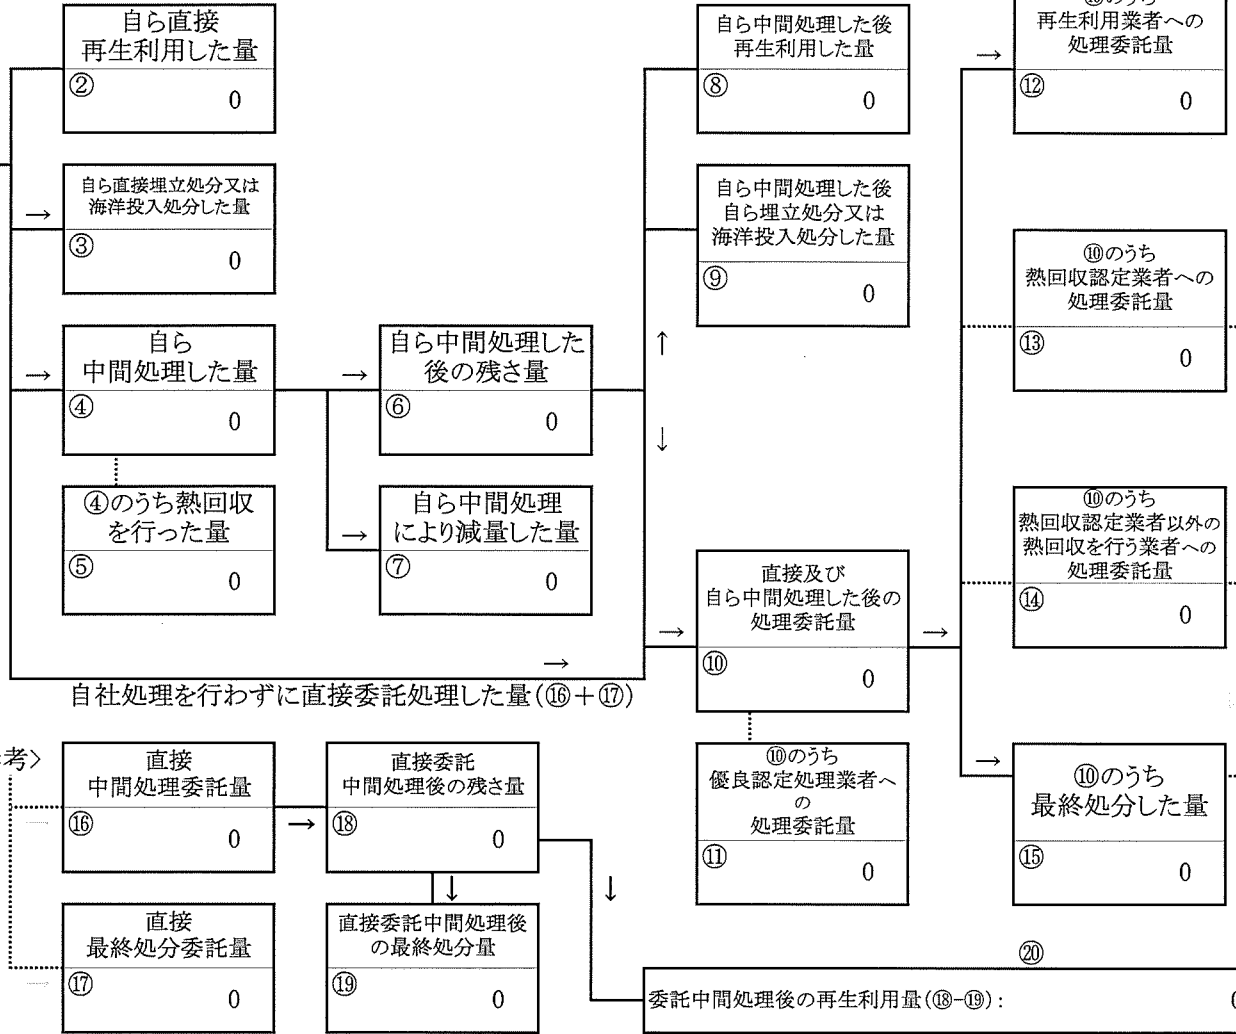 自ら直接
再生利用した量
②
0
自ら直接埋立処分又は
海洋投入処分した量
→
③
0
自ら
中間処理した量
→
④
0
④のうち熱回収
を行った量
⑤
0
→
自ら中間処理した
後の残さ量
⑥
0
→
自ら中間処理
により減量した量
⑦
0
自ら中間処理した後
再生利用した量
⑧
0
自ら中間処理した後
自ら埋立処分又は
海洋投入処分した量
⑨
0
↑
↓
→
直接及び
自ら中間処理した後の
処理委託量
⑩
0
⑩のうち
優良認定処理業者へ
の
処理委託量
⑪
0
→
→
⑩のうち
再生利用業者への
処理委託量
⑫
0
⑩のうち
熱回収認定業者への
処理委託量
⑬
0
⑩のうち
熱回収認定業者以外の
熱回収を行う業者への
処理委託量
⑭
0
→
⑩のうち
最終処分した量
⑮
0
→
自社処理を行わずに直接委託処理した量(⑯+⑰)
考>
直接
中間処理委託量
⑯
0
→
直接
最終処分委託量
⑰
0
直接委託
中間処理後の残さ量
⑱
0
↓
↓
直接委託中間処理後
の最終処分量
⑲
0
⑳
委託中間処理後の再生利用量(⑱-⑲):